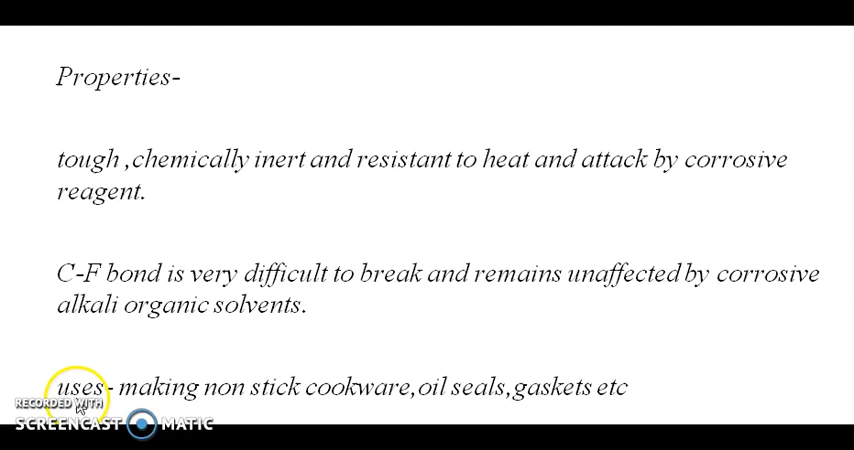 Properties-
tough ,chemically inert and resistant to heat and attack by corrosive
reagent.
C-F bond is very difficult to break and remains unaffected by corrosive
alkali organic solvents.
uses- making non stick cookware,oil seals,gaskets etc
RECORDED WITH
SCREENCAST MATIC